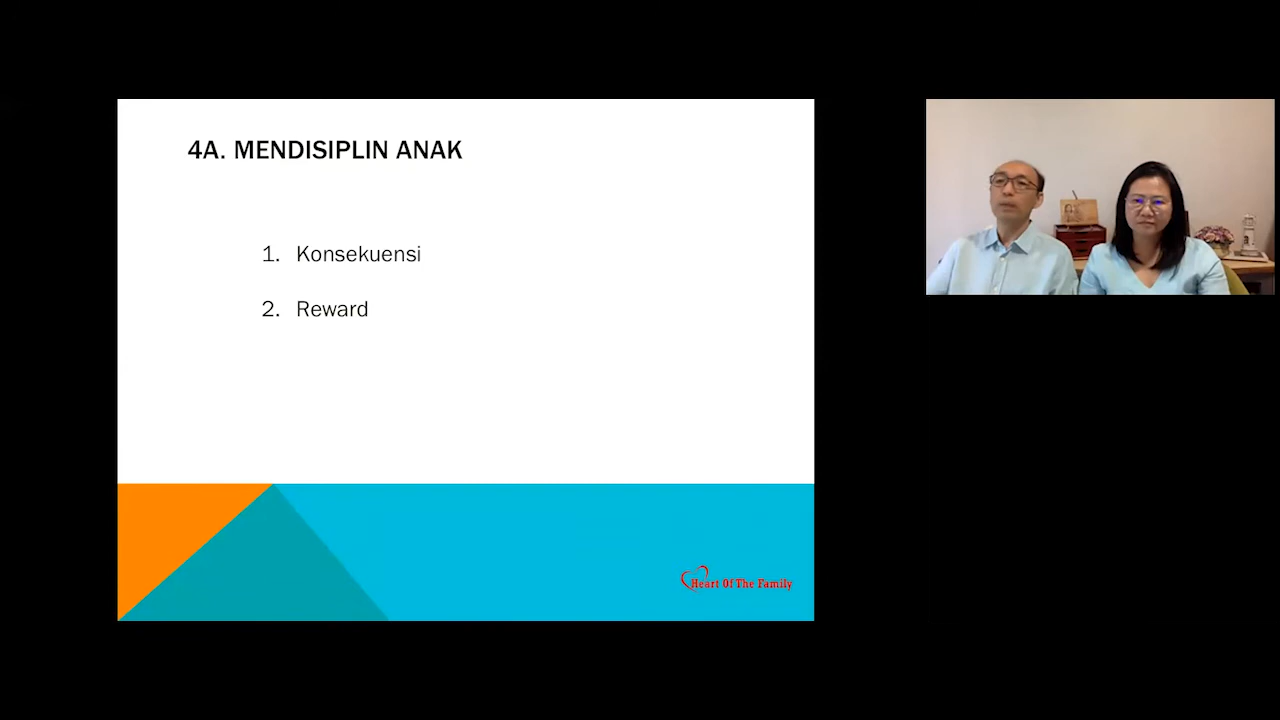 4A. MENDISIPLIN ANAK
1. Konsekuensi
2. Reward
Heart Of The Family